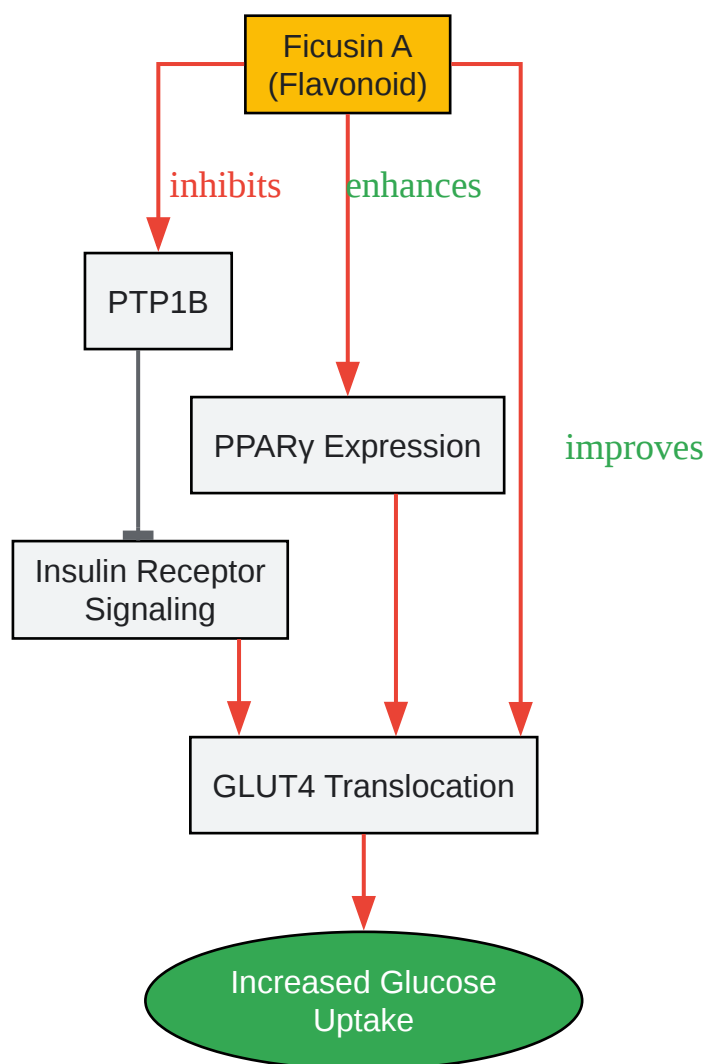 Ficusin A
(Flavonoid)
inhibits
enhances
PTP1B
PPARγ Expression
improves
Insulin Receptor
Signaling
GLUT4 Translocation
Increased Glucose
Uptake